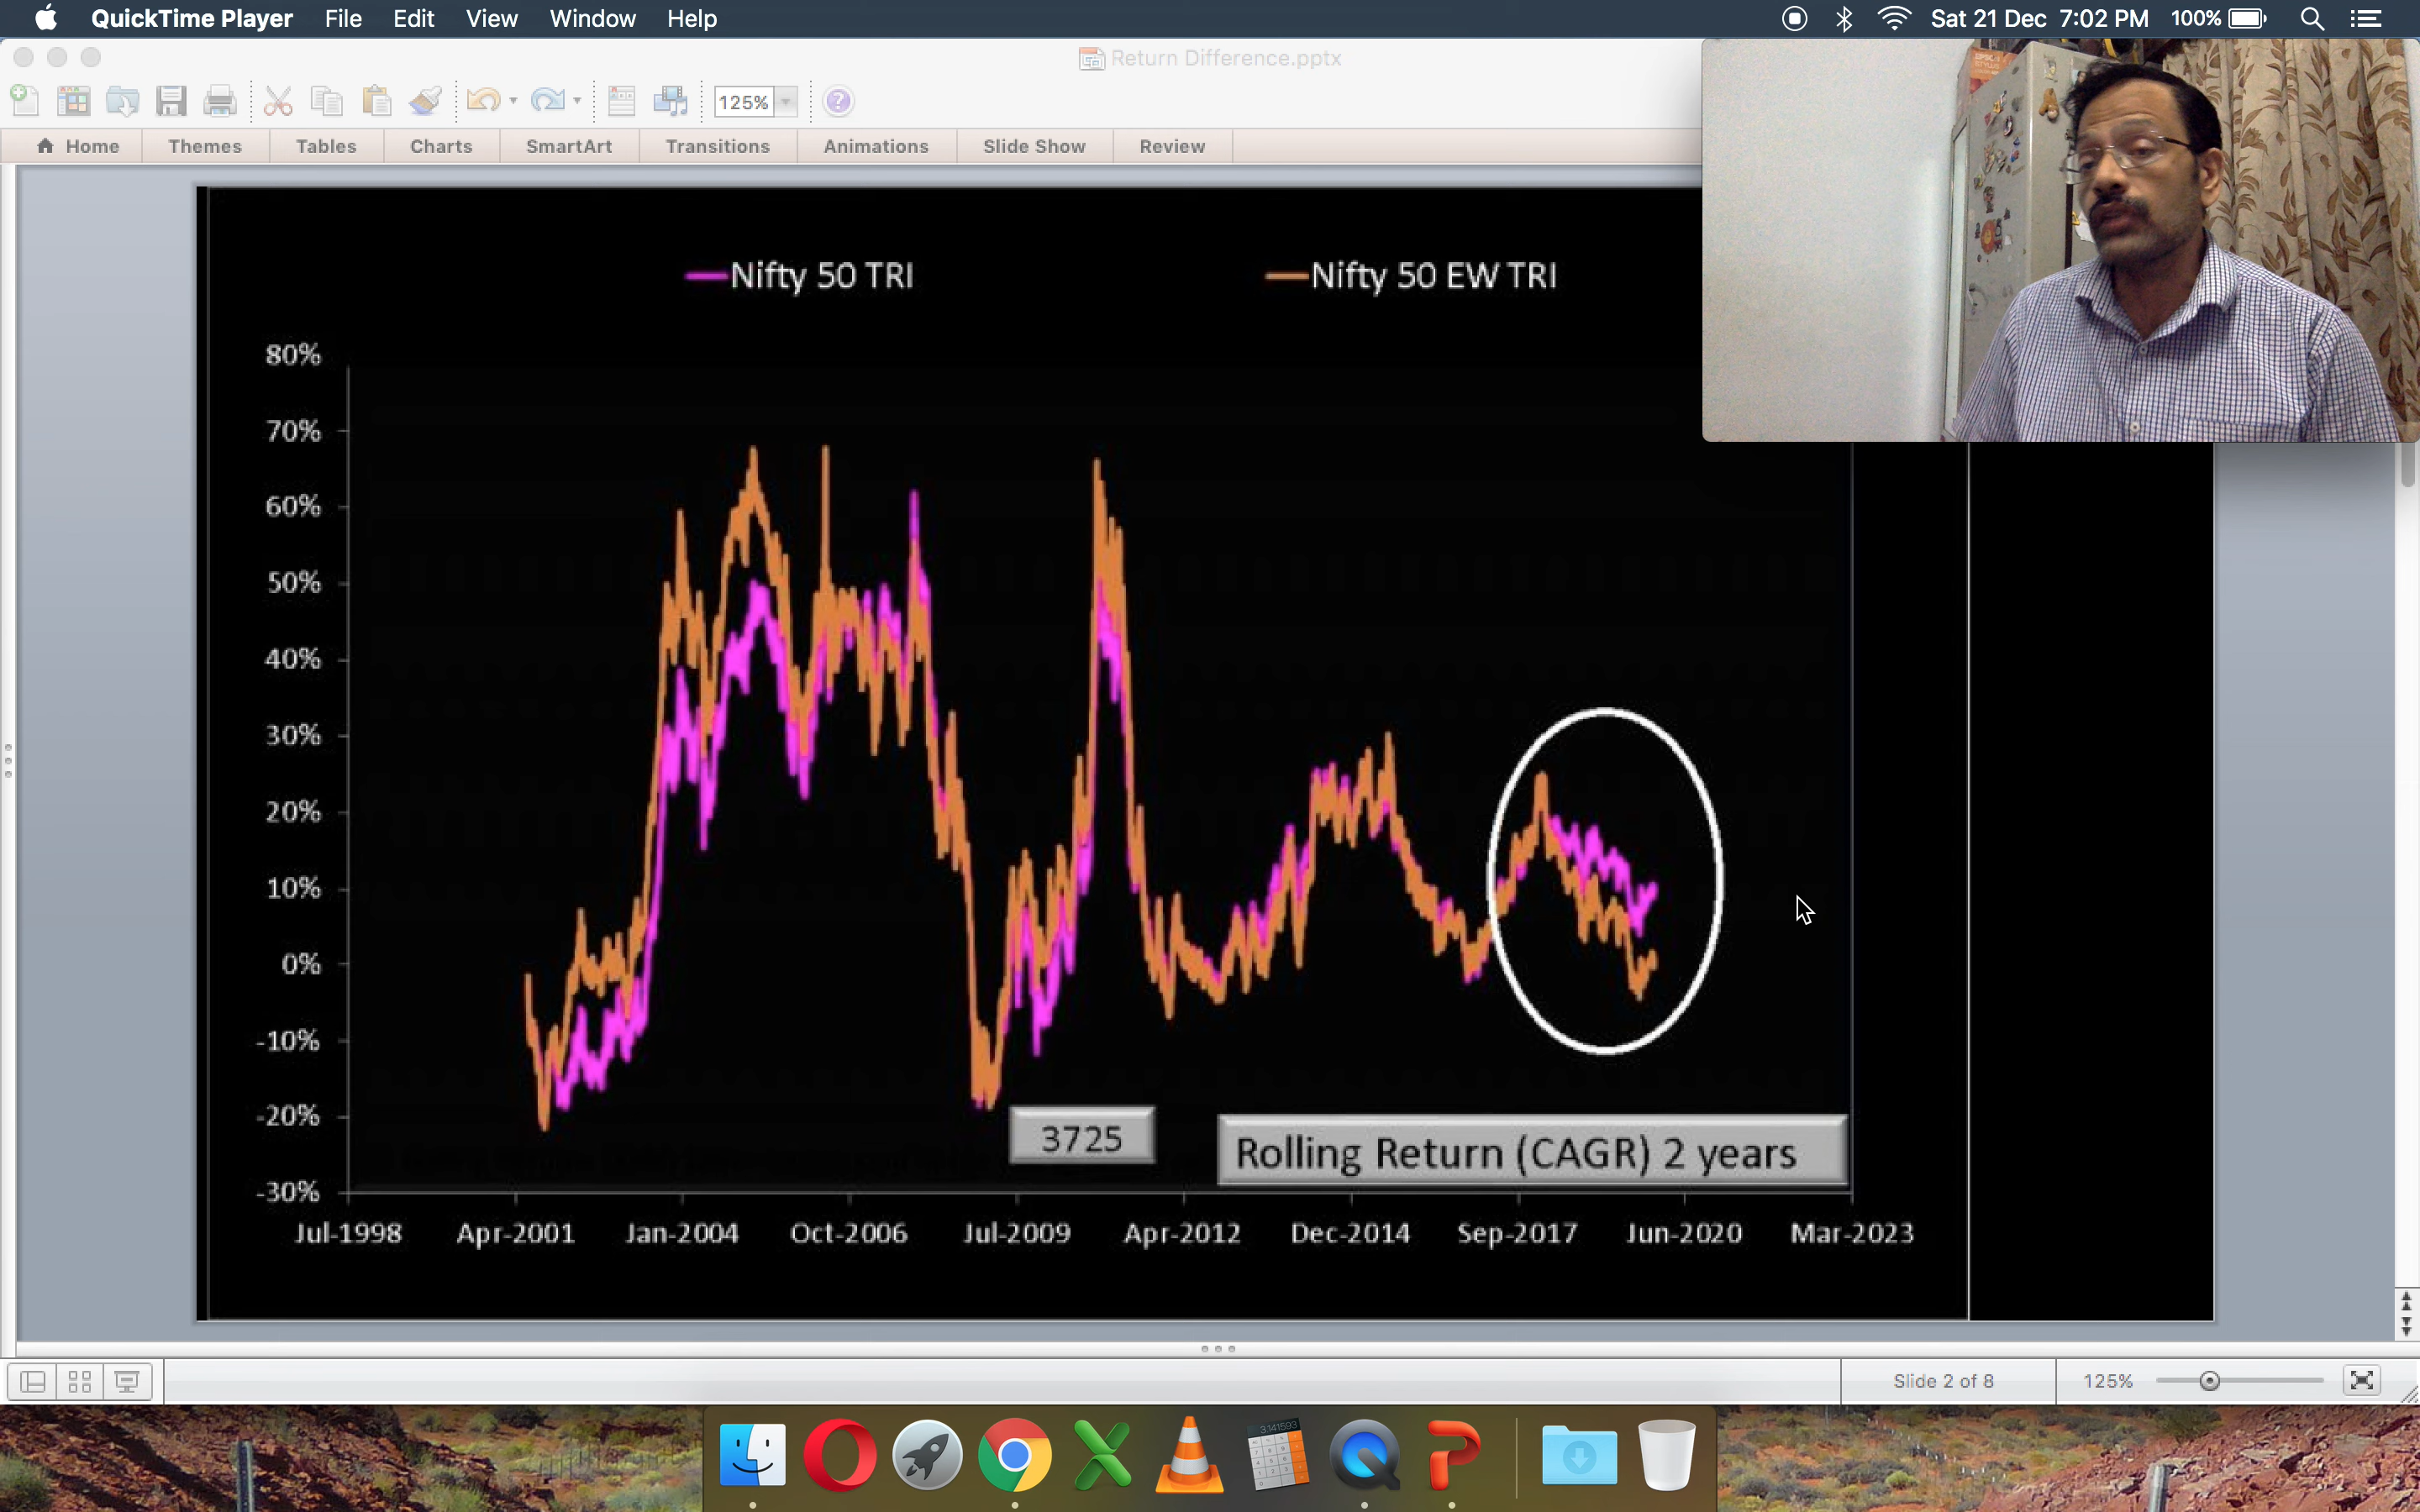 QuickTime Player File Edit View Window Help Sat 21 Dec 7:02 PM 100%
Return Difference.pptx
125% ?
Home Themes Tables Charts SmartArt Transitions Animations Slide Show Review
Nifty 50 TRI Nifty 50 EW TRI
80%
70%
60%
50%
40%
30%
20%
10%
0%
-10%
-20%
-30%
3725 Rolling Return (CAGR) 2 years
Jul-1998 Apr-2001 Jan-2004 Oct-2006 Jul-2009 Apr-2012 Dec-2014 Sep-2017 Jun-2020 Mar-2023
Slide 2 of 8 125%
3.141593